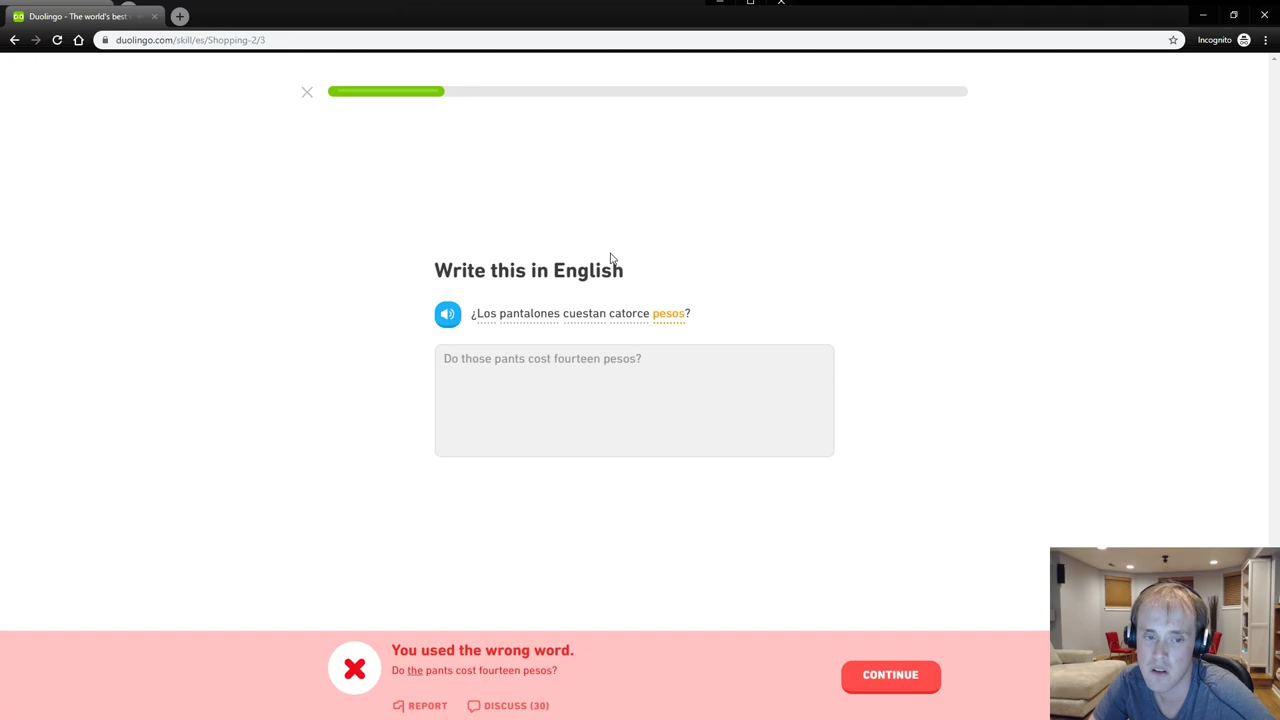 Duolingo - The world's best
duolingo.com/skill/es/Shopping-2/3
Incognito
Write this in English
¿Los pantalones cuestan catorce pesos?
Do those pants cost fourteen pesos?
You used the wrong word.
Do the pants cost fourteen pesos?
CONTINUE
REPORT
DISCUSS (30)